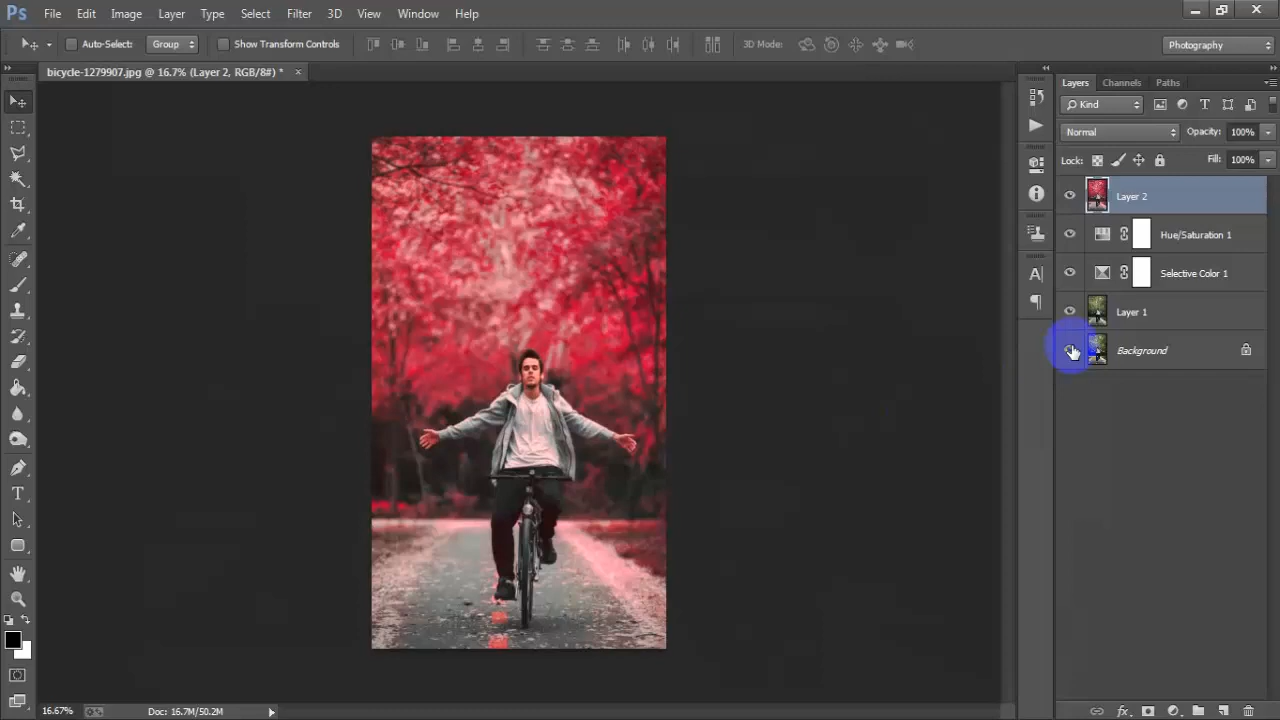 Ps File Edit Image Layer Type Select Filter 3D View Window Help
Auto-Select: Group Show Transform Controls 3D Mode: Photography
bicycle-1279907.jpg @ 16.7% (Layer 2, RGB/8#) * ×
Layers Channels Paths
Kind
Normal Opacity: 100%
Lock: Fill: 100%
Layer 2
Hue/Saturation 1
Selective Color 1
Layer 1
Background
16.67% Doc: 16.7M/50.2M